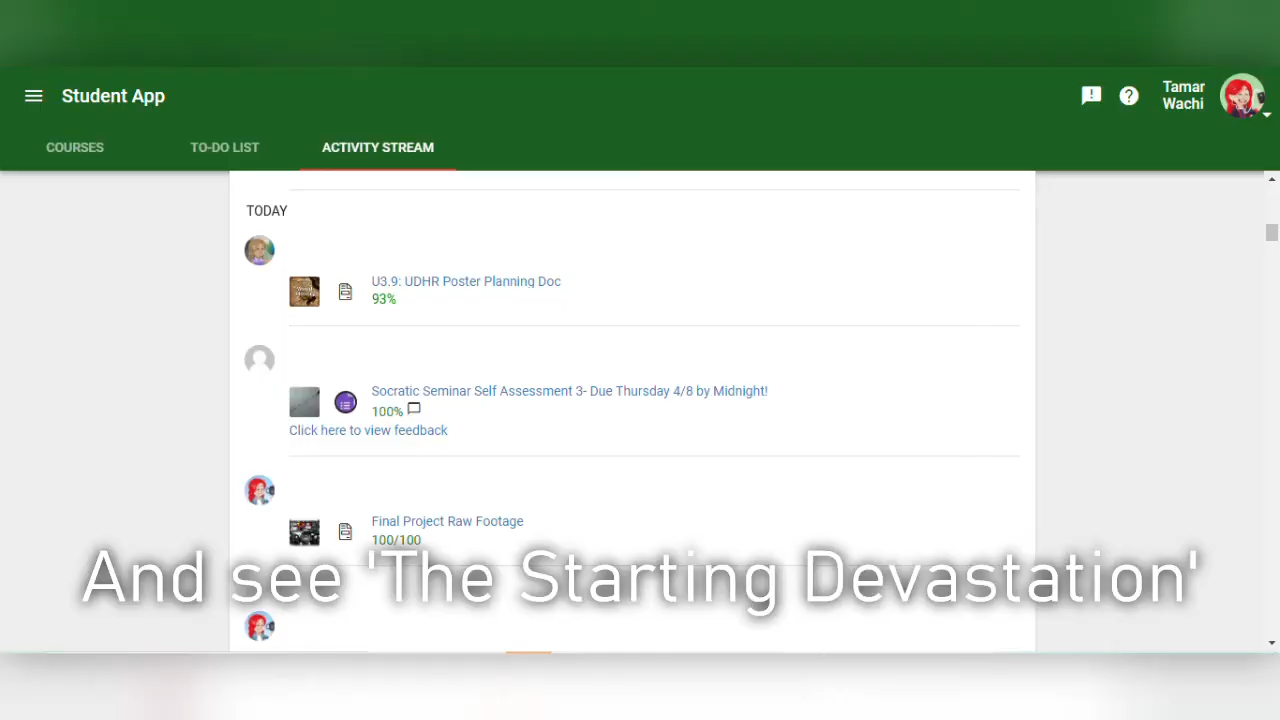 Student App
Tamar
Wachi
COURSES
TO-DO LIST
ACTIVITY STREAM
TODAY
U3.9: UDHR Poster Planning Doc
93%
Socratic Seminar Self Assessment 3- Due Thursday 4/8 by Midnight!
100%
Click here to view feedback
Final Project Raw Footage
100/100
And see 'The Starting Devastation'